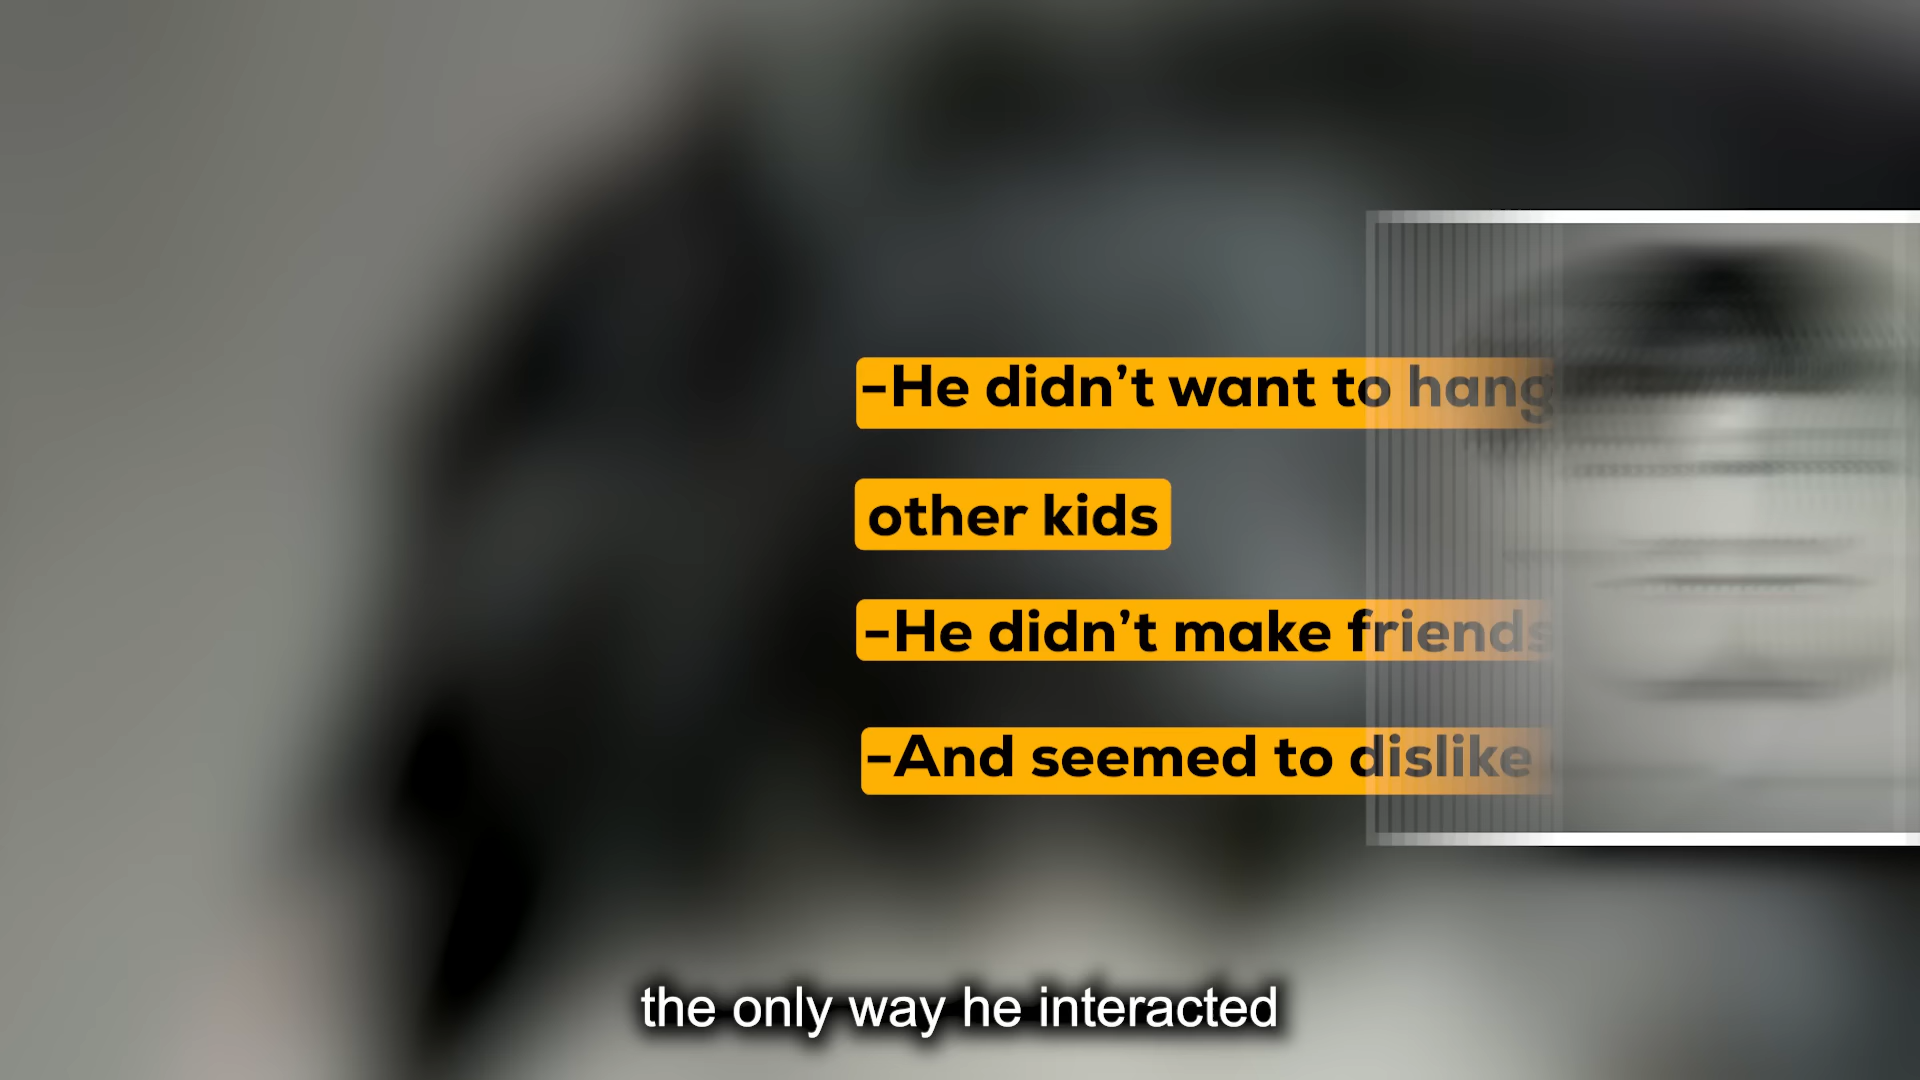 -He didn't want to hang
other kids
-He didn't make friends
-And seemed to dislike
the only way he interacted